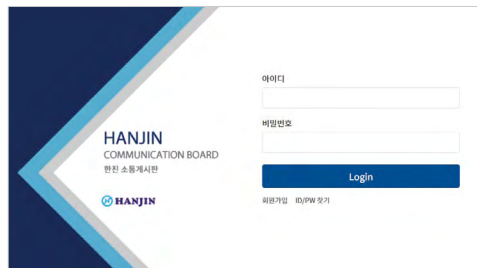 HANJIN
COMMUNICATION BOARD
한진 소통게시판
HANJIN
아이디
비밀번호
Login
회원가입 ID/PW 찾기